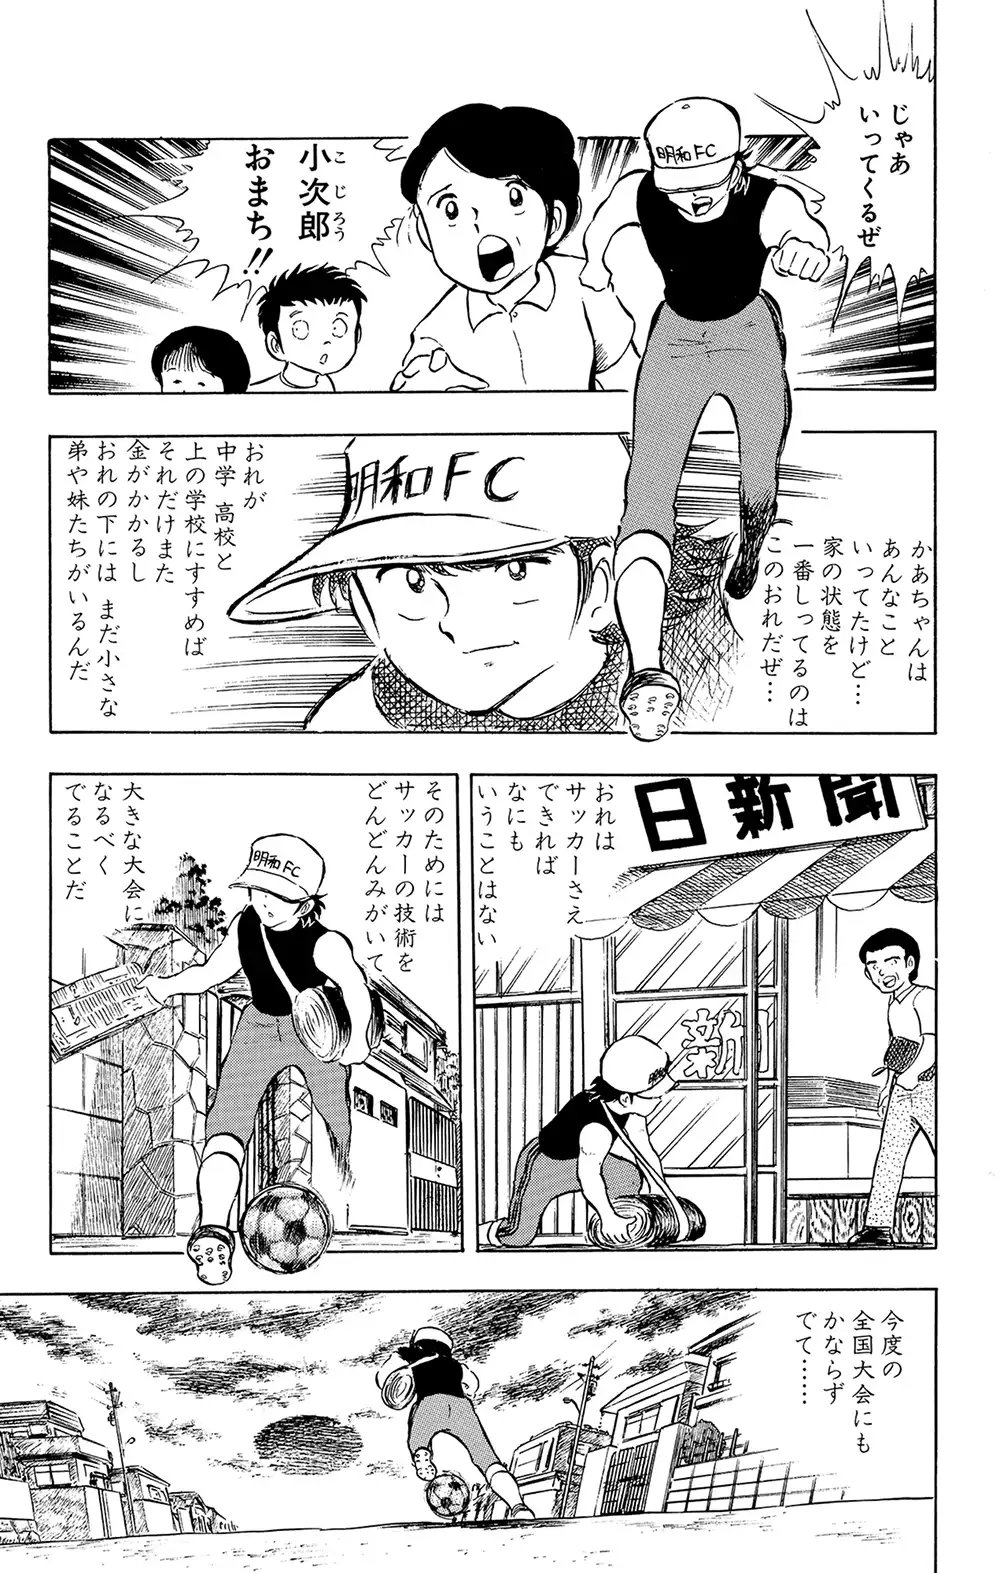 じゃあ
いってくるぜ
明和FC
小次郎
こじろう
おまち!!
かあちゃんは
あんなこと
いってたけど…
家の状態を
一番しってるのは
このおれだぜ…
明和FC
おれが
中学 高校と
上の学校にすすめば
それだけまた
金がかかるし
おれの下には まだ小さな
弟や妹たちがいるんだ
おれは
サッカーさえ
できれば
なにも
いうことはない
日新聞
新
そのためには
サッカーの技術を
どんどんみがいて
明和FC
大きな大会に
なるべく
でることだ
今度の
全国大会にも
かならず
でて……